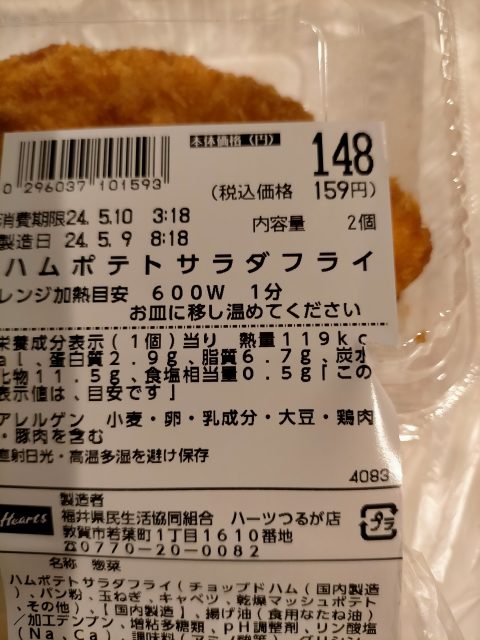 本体価格(円) 148
(税込価格 159円)
0 296037 101593
消費期限24. 5.10 3:18
内容量 2個
製造日 24. 5. 9 8:18
ハムポテトサラダフライ
レンジ加熱目安 600W 1分
お皿に移し温めてください
栄養成分表示(1個)当り 熱量119kc
al、蛋白質2.9g、脂質6.7g、炭水
化物11.5g、食塩相当量0.5g「この
表示値は、目安です」
アレルゲン 小麦・卵・乳成分・大豆・鶏肉
・豚肉を含む
直射日光・高温多湿を避け保存
4083
Hearts
製造者
福井県民生活協同組合 ハーツつるが店
敦賀市若葉町1丁目1610番地
☎0770-20-0082
プラ
名称 惣菜
ハムポテトサラダフライ(チョップドハム(国内製造
)、パン粉、玉ねぎ、キャベツ、乾燥マッシュポテト
、その他)【国内製造】、揚げ油(食用なたね油)
/加工デンプン、増粘多糖類、pH調整剤、リン酸塩
(Na、Ca)、調味料(アミノ酸等)